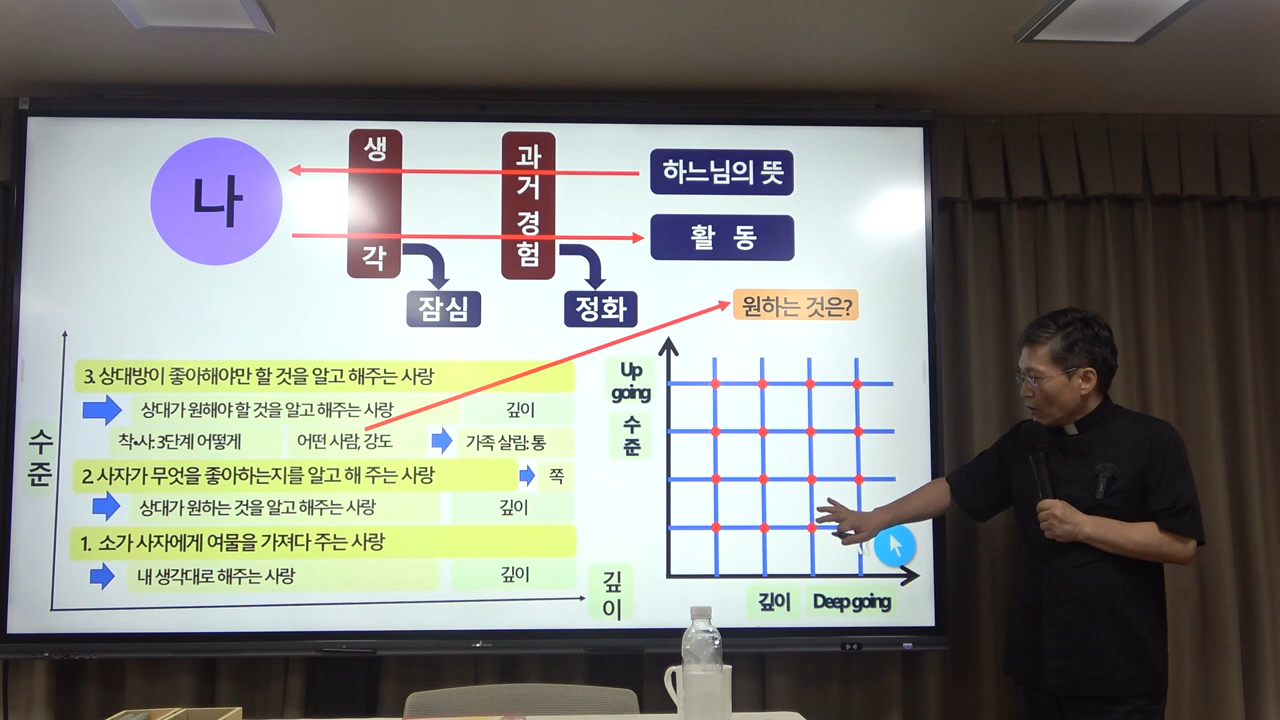 나
생각
과거경험
하느님의 뜻
활 동
잠심
정화
원하는 것은?
3. 상대방이 좋아해야만 할 것을 알고 해주는 사랑
상대가 원해야 할 것을 알고 해주는 사랑
깊이
착•사: 3단계 어떻게
어떤 사람, 강도
가족 살림: 통
2. 사자가 무엇을 좋아하는지를 알고 해 주는 사랑
쪽
상대가 원하는 것을 알고 해주는 사랑
깊이
1. 소가 사자에게 여물을 가져다 주는 사랑
내 생각대로 해주는 사랑
깊이
수준
깊이
Up
going
수준
깊이
Deep going